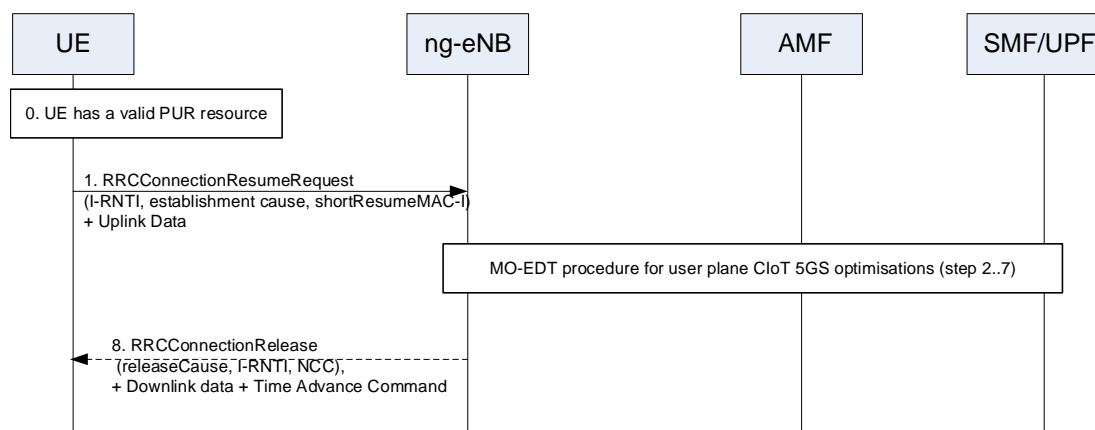 UE
ng-eNB
AMF
SMF/UPF
0. UE has a valid PUR resource
1. RRCConnectionResumeRequest
(I-RNTI, establishment cause, shortResumeMAC-I)
+ Uplink Data
MO-EDT procedure for user plane CIoT 5GS optimisations (step 2..7)
8. RRCConnectionRelease
(releaseCause, I-RNTI, NCC),
+ Downlink data + Time Advance Command